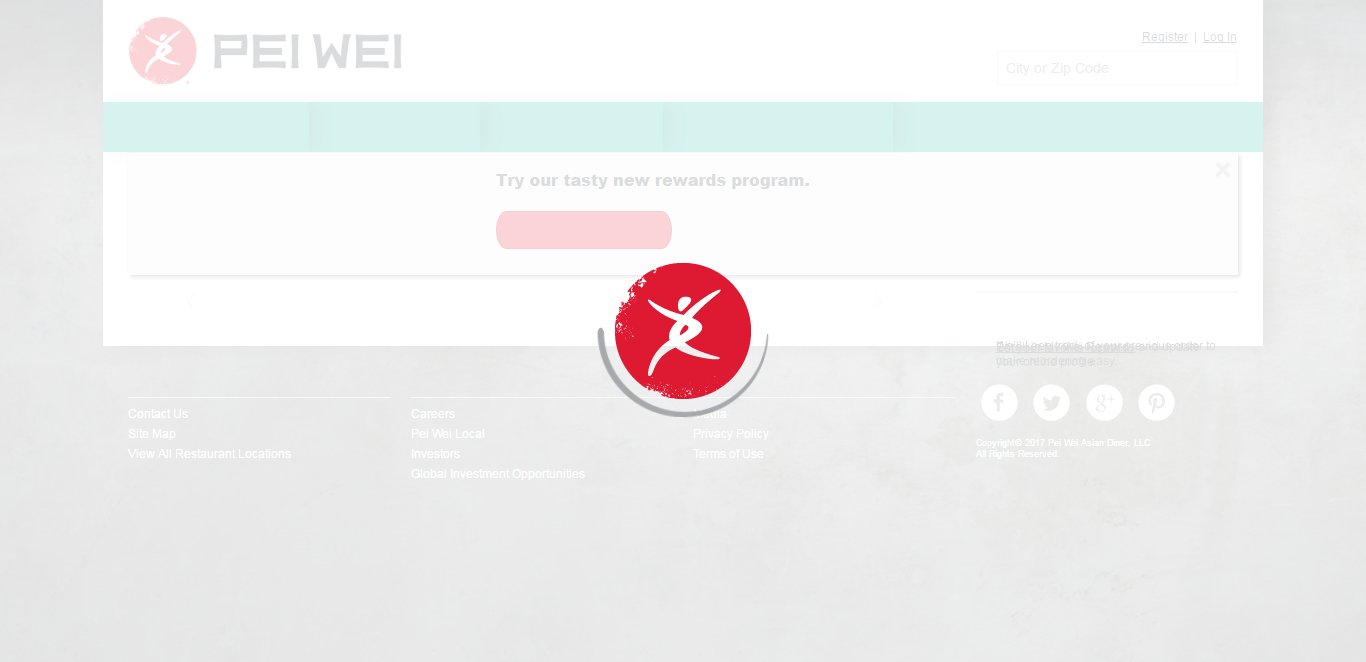 PEI WEI
Register | Log In
City or Zip Code
Try our tasty new rewards program.
Contact Us
Site Map
View All Restaurant Locations
Careers
Pei Wei Local
Investors
Global Investment Opportunities
Media
Privacy Policy
Terms of Use
Copyright© 2017 Pei Wei Asian Diner, LLC
All Rights Reserved.